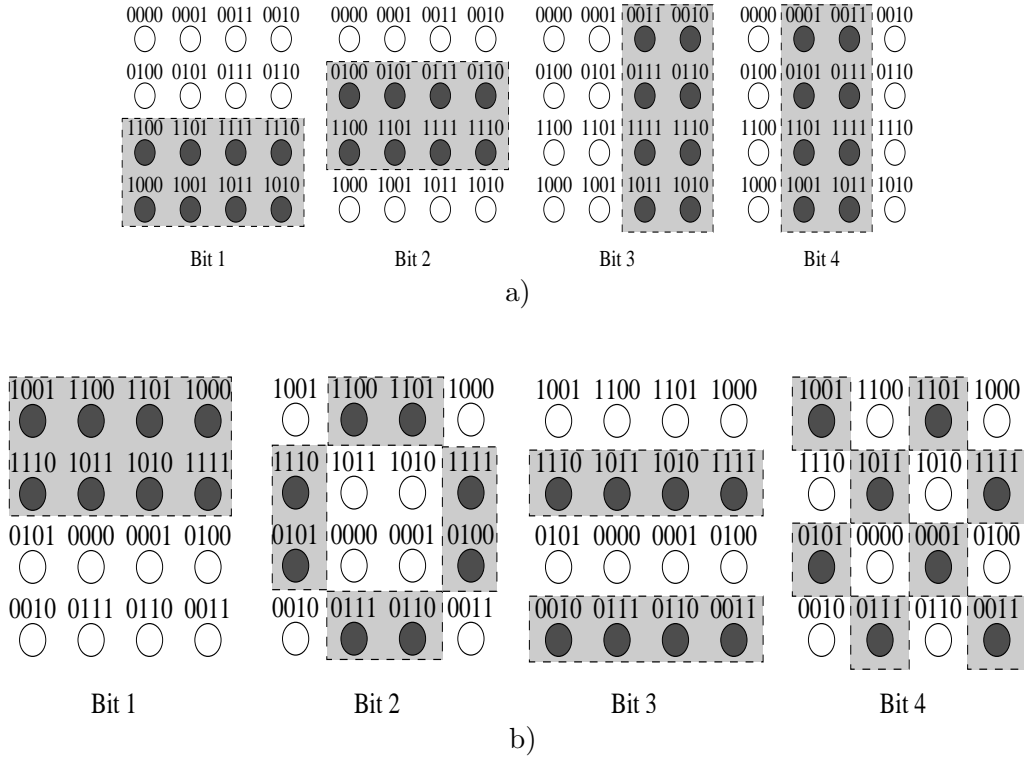 0000 0001 0011 0010 0000 0001 0011 0010 0000 0001 0011 0010 0000 0001 0011 0010
0100 0101 0111 0110 0100 0101 0111 0110 0100 0101 0111 0110 0100 0101 0111 0110
1100 1101 1111 1110 1100 1101 1111 1110 1100 1101 1111 1110 1100 1101 1111 1110
1000 1001 1011 1010 1000 1001 1011 1010 1000 1001 1011 1010 1000 1001 1011 1010
Bit 1 Bit 2 Bit 3 Bit 4
a)
1001 1100 1101 1000 1001 1100 1101 1000 1001 1100 1101 1000 1001 1100 1101 1000
1110 1011 1010 1111 1110 1011 1010 1111 1110 1011 1010 1111 1110 1011 1010 1111
0101 0000 0001 0100 0101 0000 0001 0100 0101 0000 0001 0100 0101 0000 0001 0100
0010 0111 0110 0011 0010 0111 0110 0011 0010 0111 0110 0011 0010 0111 0110 0011
Bit 1 Bit 2 Bit 3 Bit 4
b)